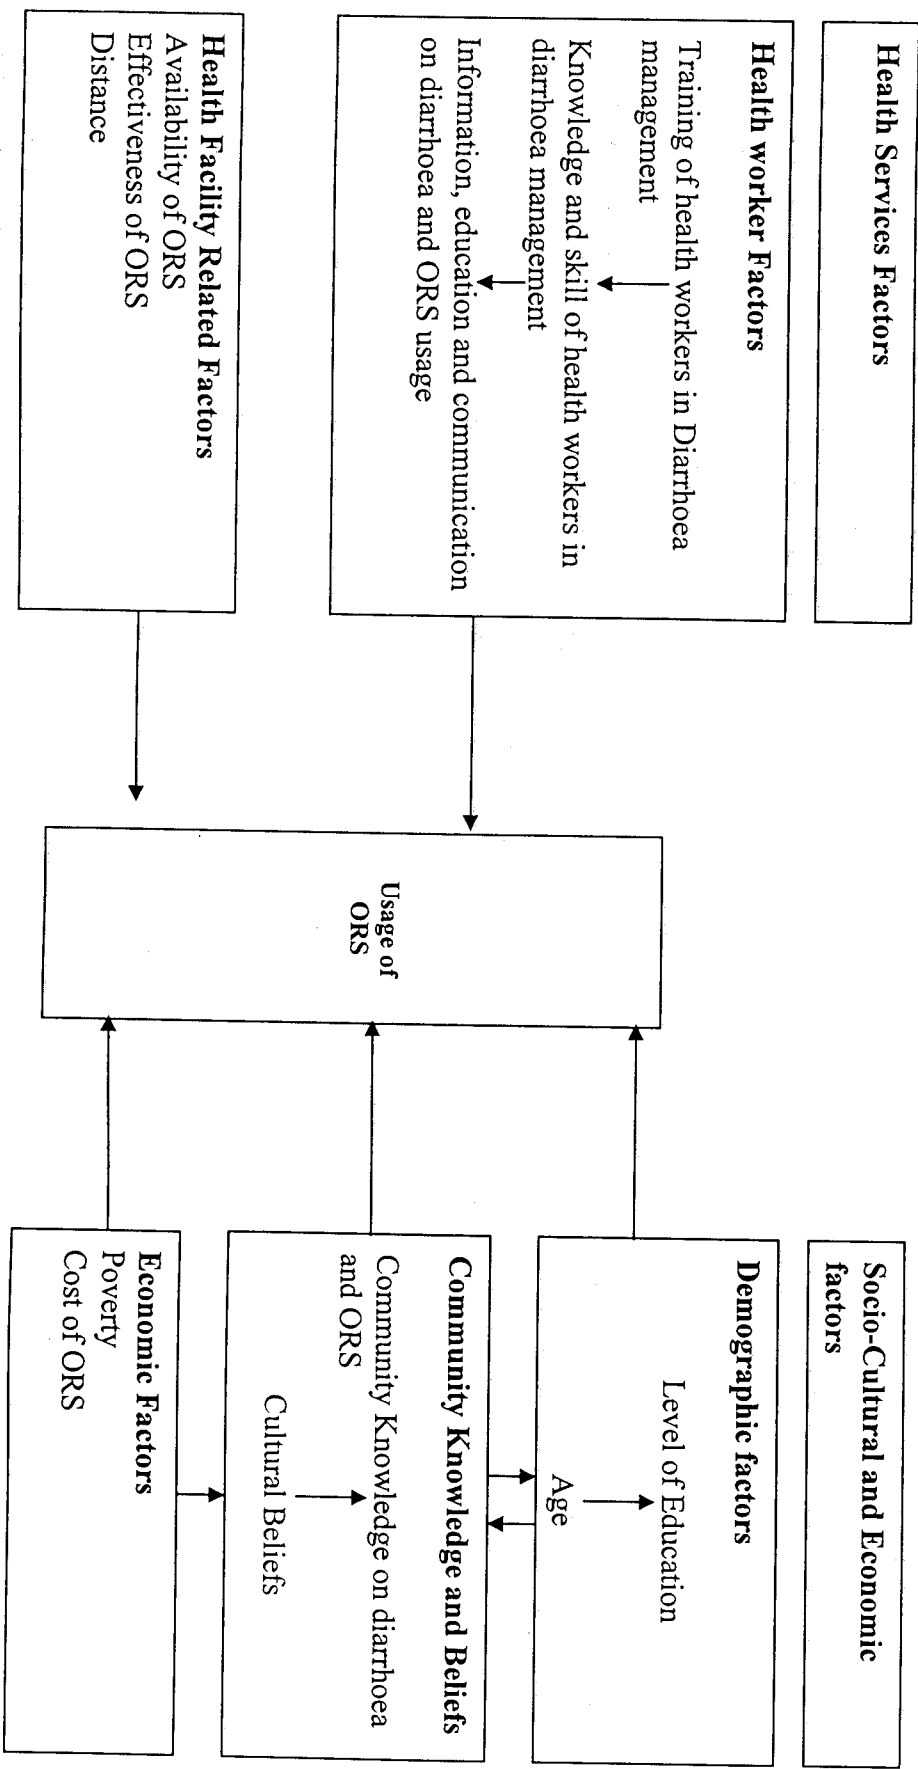 Health Services Factors
Health worker Factors
Training of health workers in Diarrhoea
management
Knowledge and skill of health workers in
diarrhoea management
Information, education and communication
on diarrhoea and ORS usage
Health Facility Related Factors
Availability of ORS
Effectiveness of ORS
Distance
Usage of
ORS
Socio-Cultural and Economic
factors
Demographic factors
Level of Education
Age
Community Knowledge and Beliefs
Community Knowledge on diarrhoea
and ORS
Cultural Beliefs
Economic Factors
Poverty
Cost of ORS